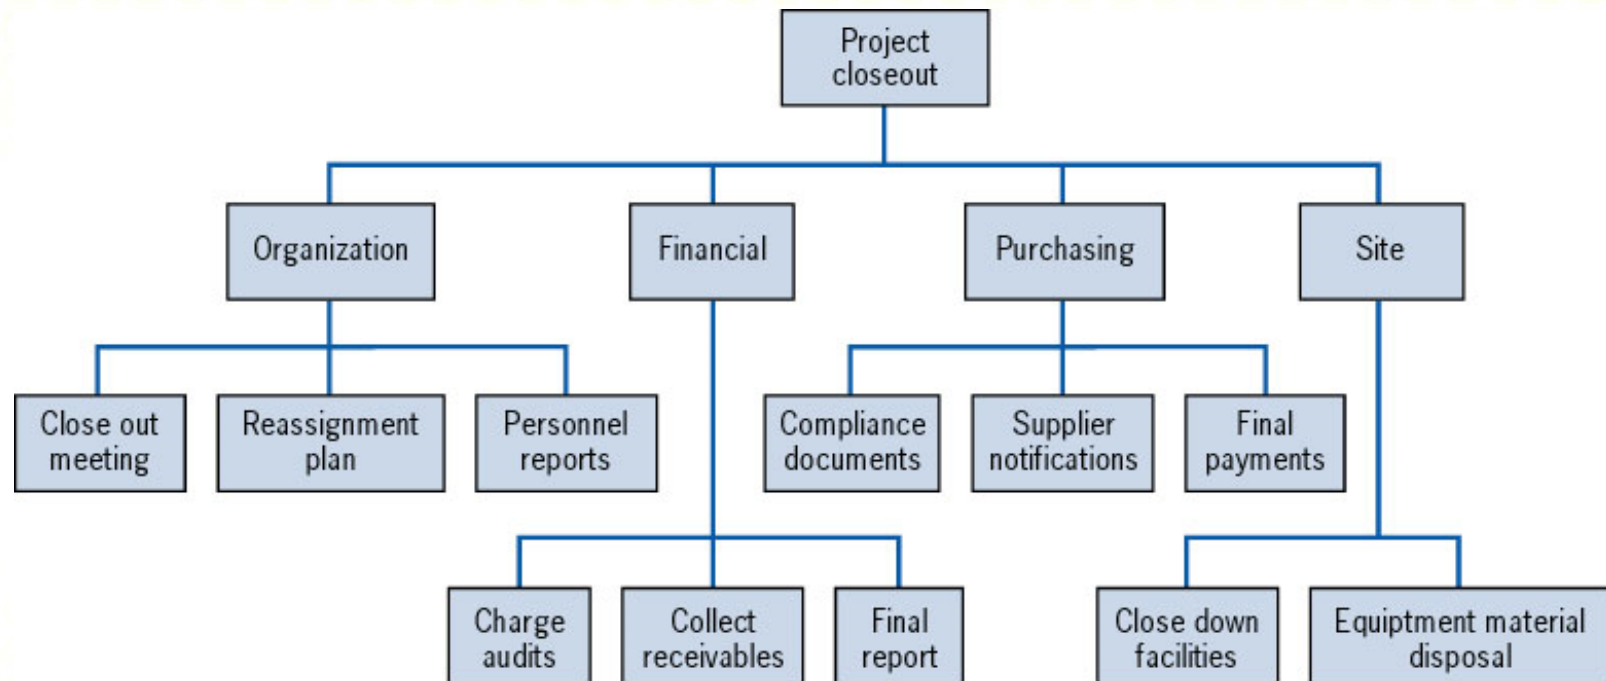 Project
closeout
Organization
Financial
Purchasing
Site
Close out
meeting
Reassignment
plan
Personnel
reports
Compliance
documents
Supplier
notifications
Final
payments
Charge
audits
Collect
receivables
Final
report
Close down
facilities
Equiptment material
disposal